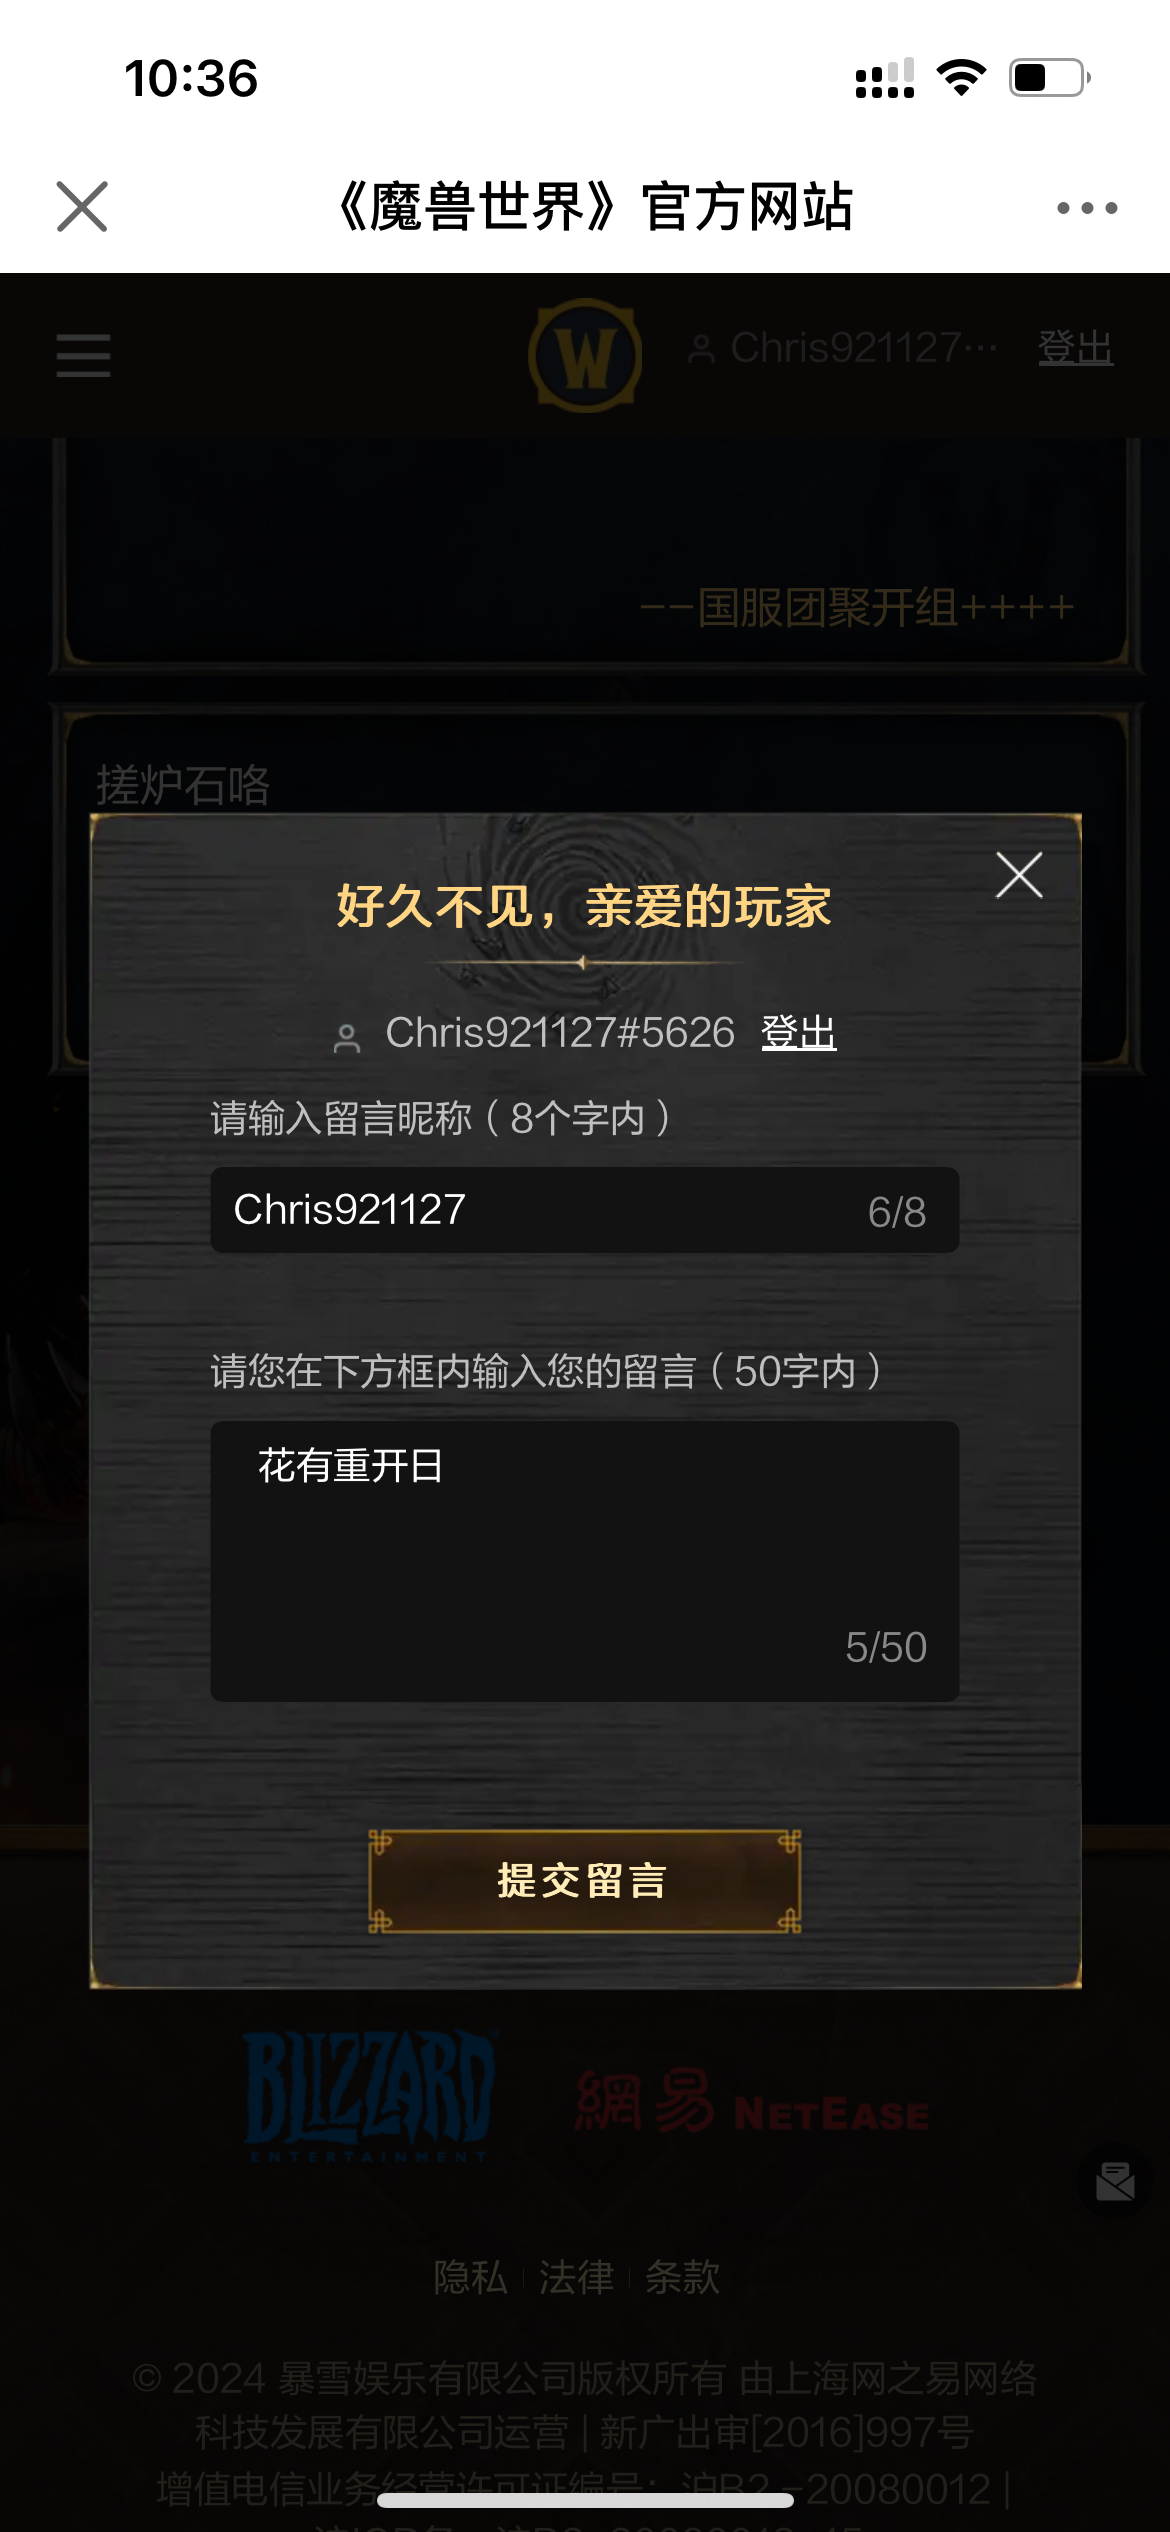 10:36
《魔兽世界》官方网站
W
Chris921127…
登出
--国服团聚开组++++
搓炉石咯
好久不见，亲爱的玩家
Chris921127#5626 登出
请输入留言昵称（8个字内）
Chris921127
6/8
请您在下方框内输入您的留言（50字内）
花有重开日
5/50
提交留言
BLIZZARD
ENTERTAINMENT
網易 NETEASE
隐私 | 法律 | 条款
© 2024 暴雪娱乐有限公司版权所有 由上海网之易网络
科技发展有限公司运营 | 新广出审[2016]997号
增值电信业务经营许可证编号：沪B2-20080012 |